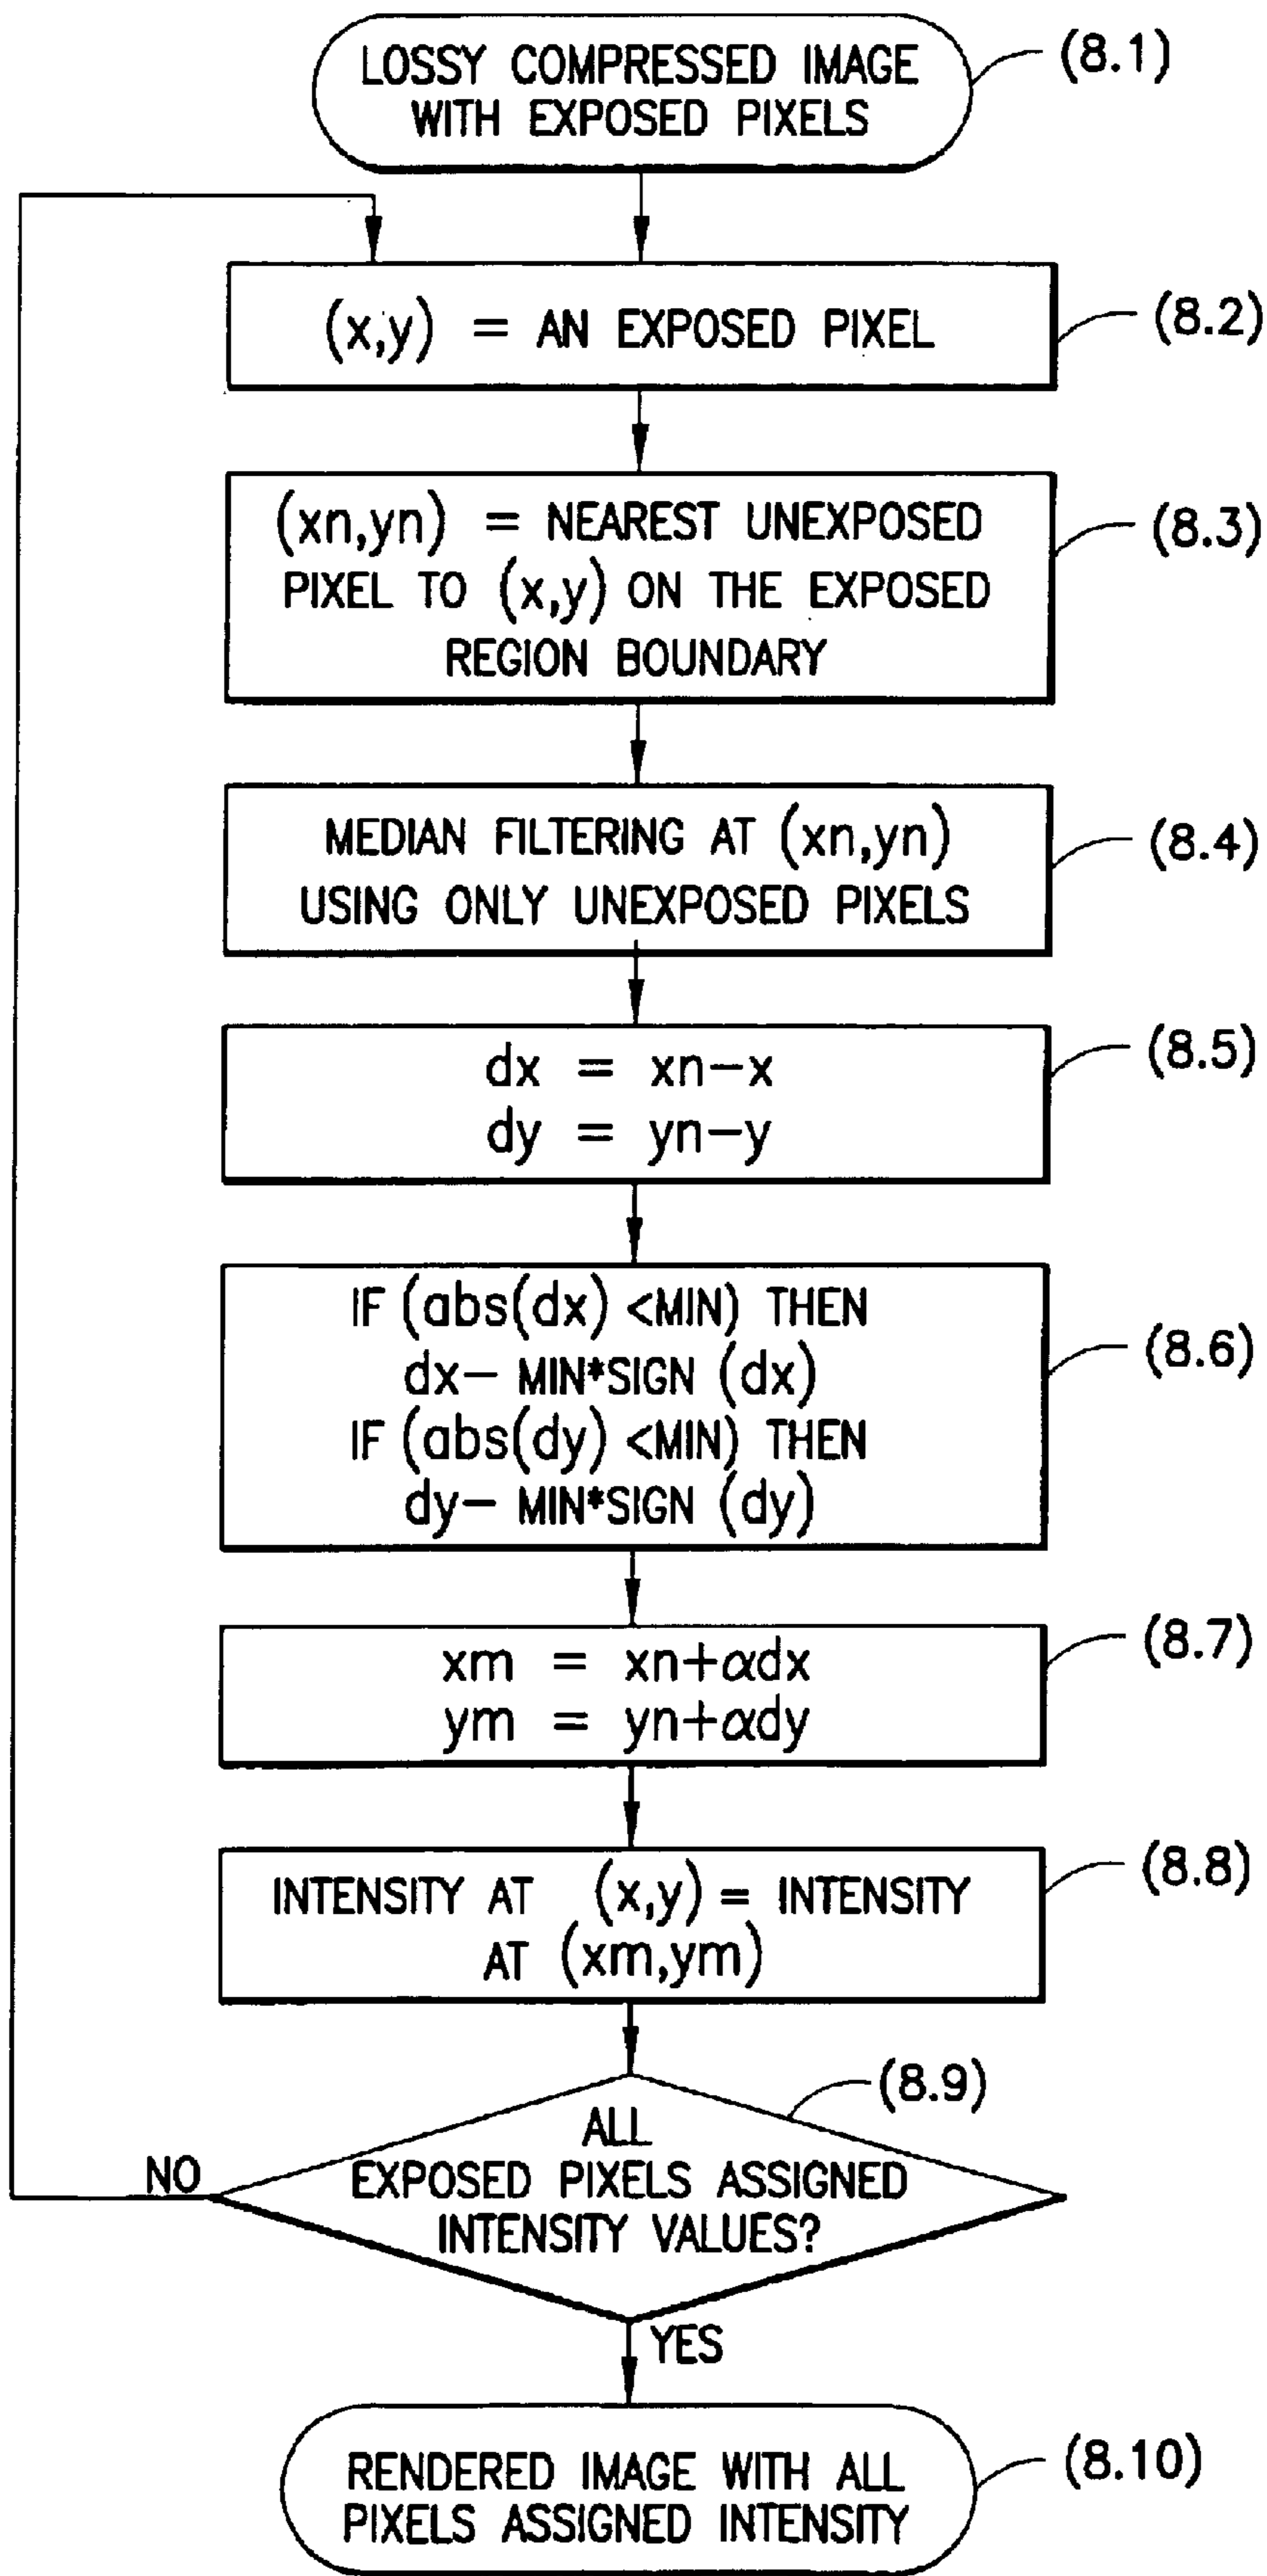 LOSSY COMPRESSED IMAGE
WITH EXPOSED PIXELS
(8.1)
(x,y) = AN EXPOSED PIXEL
(8.2)
(xn,yn) = NEAREST UNEXPOSED
PIXEL TO (x,y) ON THE EXPOSED
REGION BOUNDARY
(8.3)
MEDIAN FILTERING AT (xn,yn)
USING ONLY UNEXPOSED PIXELS
(8.4)
dx = xn-x
dy = yn-y
(8.5)
IF (abs(dx) <MIN) THEN
dx- MIN*SIGN (dx)
IF (abs(dy) <MIN) THEN
dy- MIN*SIGN (dy)
(8.6)
xm = xn+αdx
ym = yn+αdy
(8.7)
INTENSITY AT (x,y) = INTENSITY
AT (xm,ym)
(8.8)
(8.9)
ALL
EXPOSED PIXELS ASSIGNED
INTENSITY VALUES?
NO
YES
RENDERED IMAGE WITH ALL
PIXELS ASSIGNED INTENSITY
(8.10)